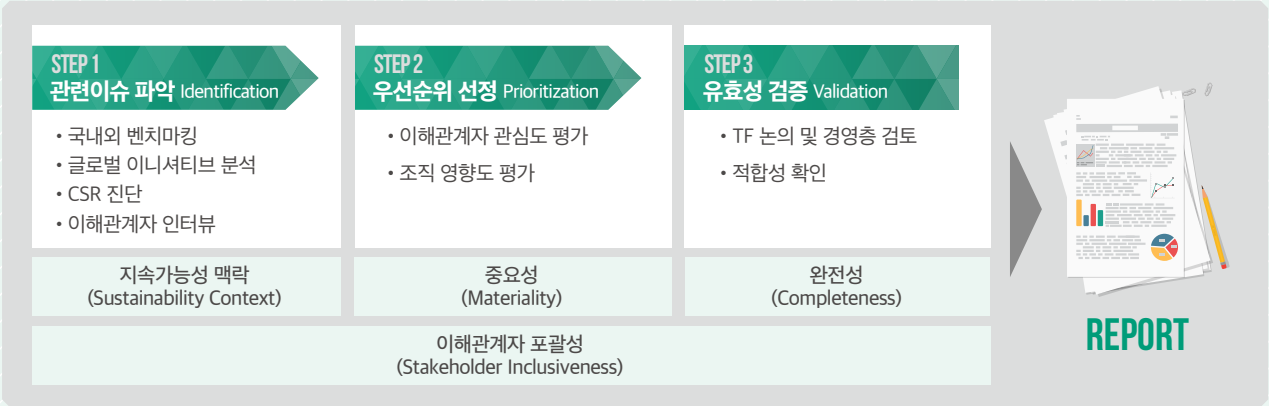 STEP 1
관련이슈 파악 Identification
• 국내외 벤치마킹
• 글로벌 이니셔티브 분석
• CSR 진단
• 이해관계자 인터뷰
지속가능성 맥락
(Sustainability Context)
STEP 2
우선순위 선정 Prioritization
• 이해관계자 관심도 평가
• 조직 영향도 평가
중요성
(Materiality)
STEP 3
유효성 검증 Validation
• TF 논의 및 경영층 검토
• 적합성 확인
완전성
(Completeness)
이해관계자 포괄성
(Stakeholder Inclusiveness)
REPORT